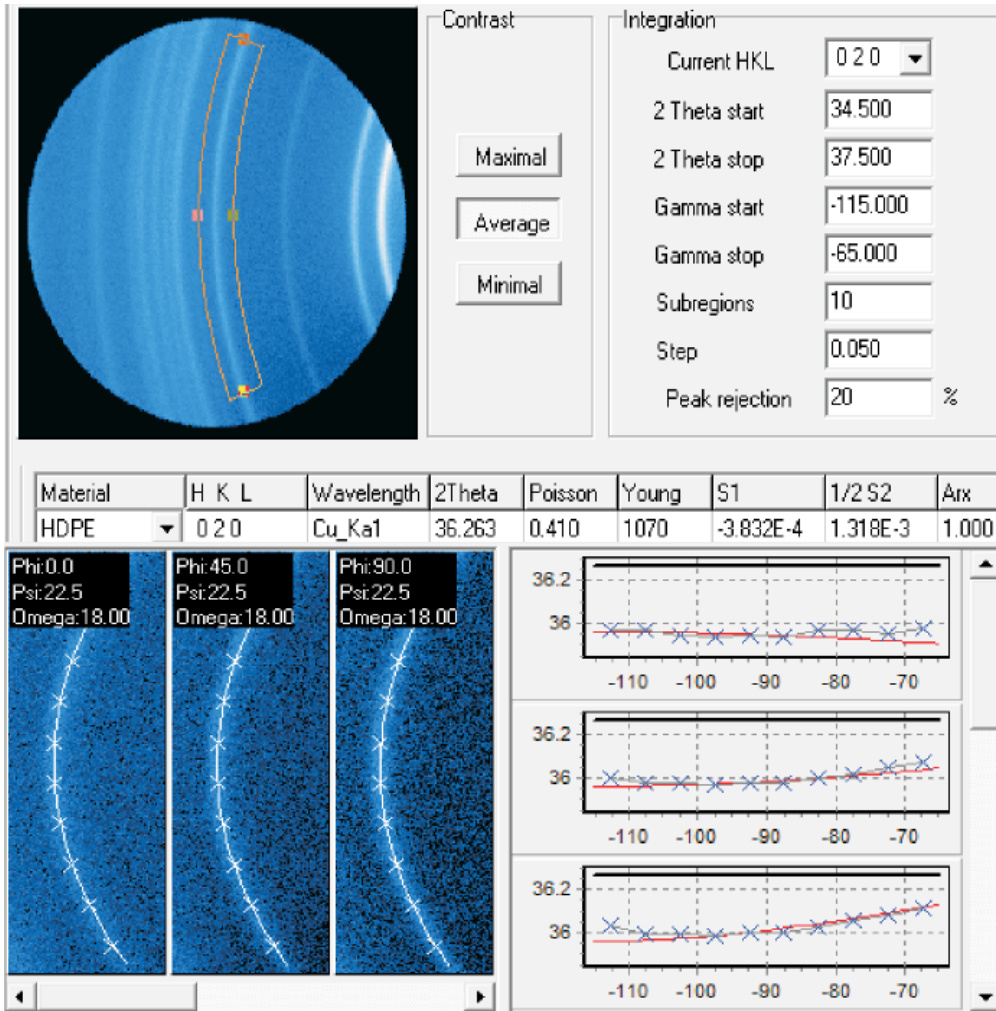 Contrast
Maximal
Average
Minimal
Integration
Current HKL 0 2 0
2 Theta start 34.500
2 Theta stop 37.500
Gamma start -115.000
Gamma stop -65.000
Subregions 10
Step 0.050
Peak rejection 20 %
Material H K L Wavelength 2Theta Poisson Young S1 1/2 S2 Arx
HDPE 0 2 0 Cu_Ka1 36.263 0.410 1070 -3.832E-4 1.318E-3 1.000
Phi:0.0 Phi:45.0 Phi:90.0
Psi:22.5 Psi:22.5 Psi:22.5
Omega:18.00 Omega:18.00 Omega:18.00
36.2
36
-110 -100 -90 -80 -70
36.2
36
-110 -100 -90 -80 -70
36.2
36
-110 -100 -90 -80 -70